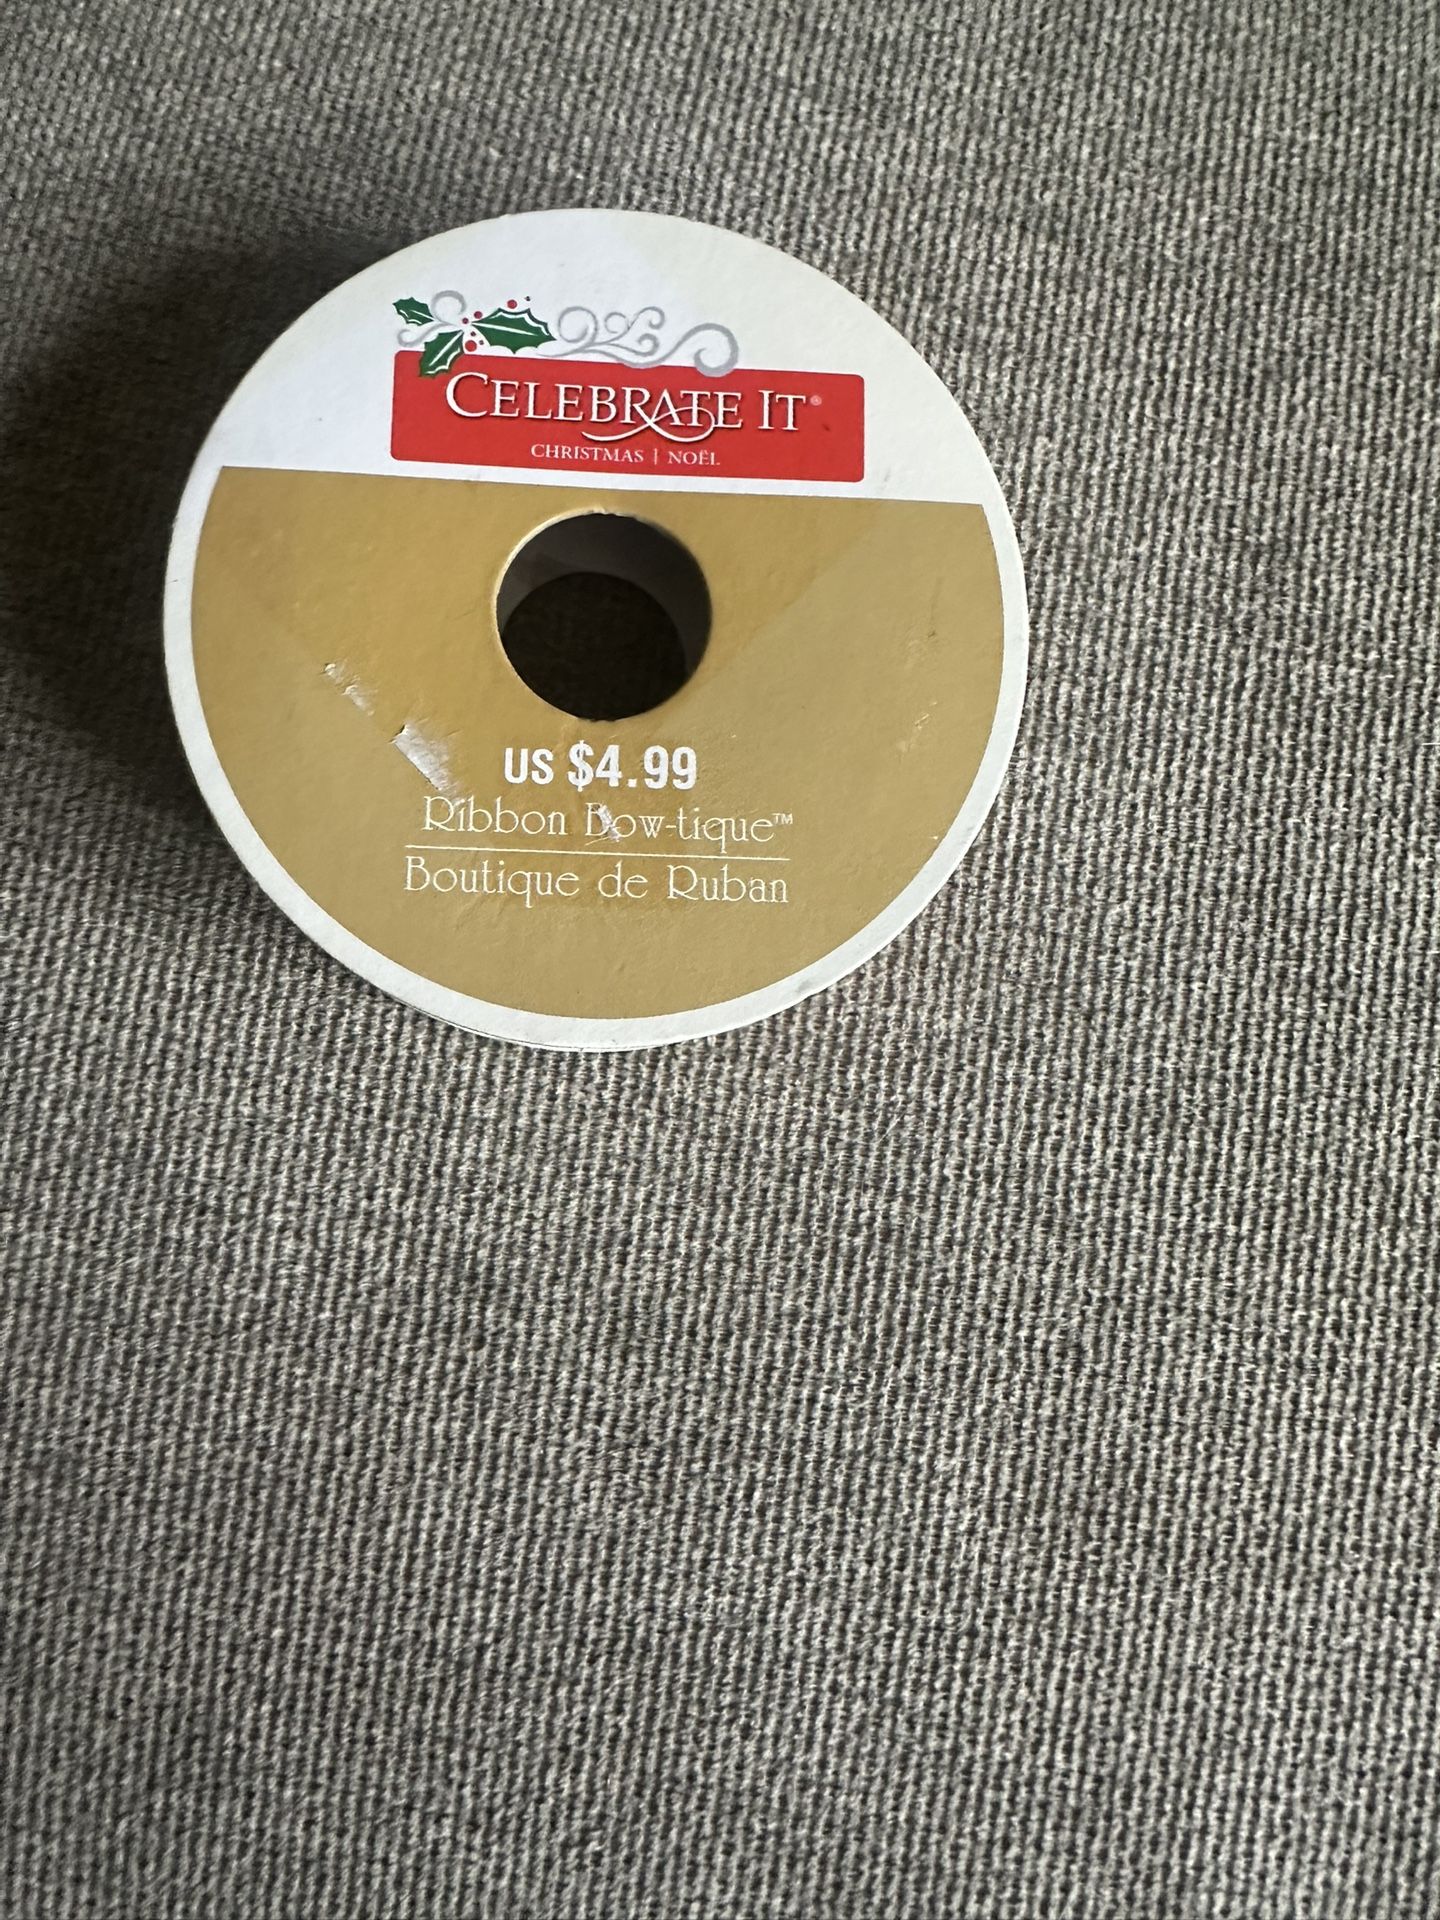 CELEBRATE IT®
CHRISTMAS | NOËL
US $4.99
Ribbon Bow-tique™
Boutique de Ruban